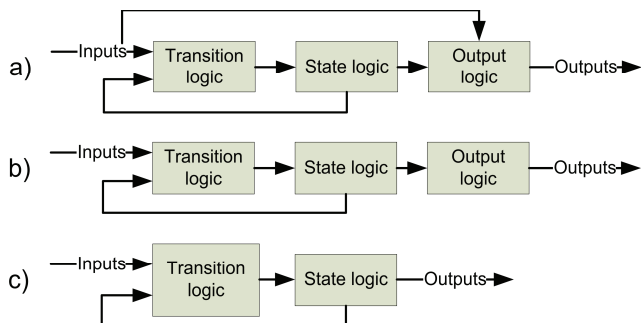 a)
Inputs
Transition
logic
State logic
Output
logic
Outputs
b)
Inputs
Transition
logic
State logic
Output
logic
Outputs
c)
Inputs
Transition
logic
State logic
Outputs